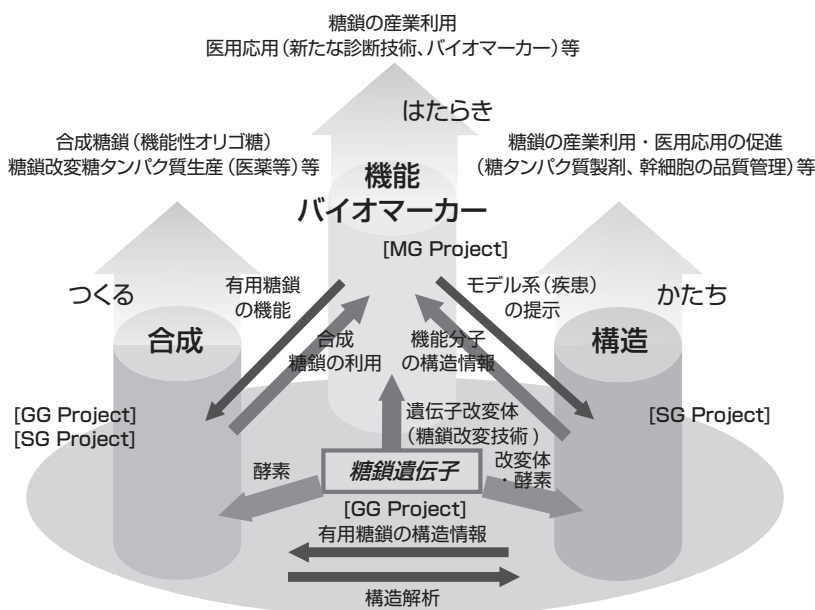 糖鎖の産業利用
医用応用（新たな診断技術、バイオマーカー）等
はたらき
合成糖鎖（機能性オリゴ糖）
糖鎖改変糖タンパク質生産（医薬等）等
糖鎖の産業利用・医用応用の促進
（糖タンパク質製剤、幹細胞の品質管理）等
機能
バイオマーカー
[MG Project]
つくる
有用糖鎖
の機能
モデル系（疾患）
の提示
かたち
合成
合成
糖鎖の利用
機能分子
の構造情報
構造
[GG Project]
[SG Project]
[SG Project]
遺伝子改変体
（糖鎖改変技術）
酵素
糖鎖遺伝子
改変体
・酵素
[GG Project]
有用糖鎖の構造情報
構造解析